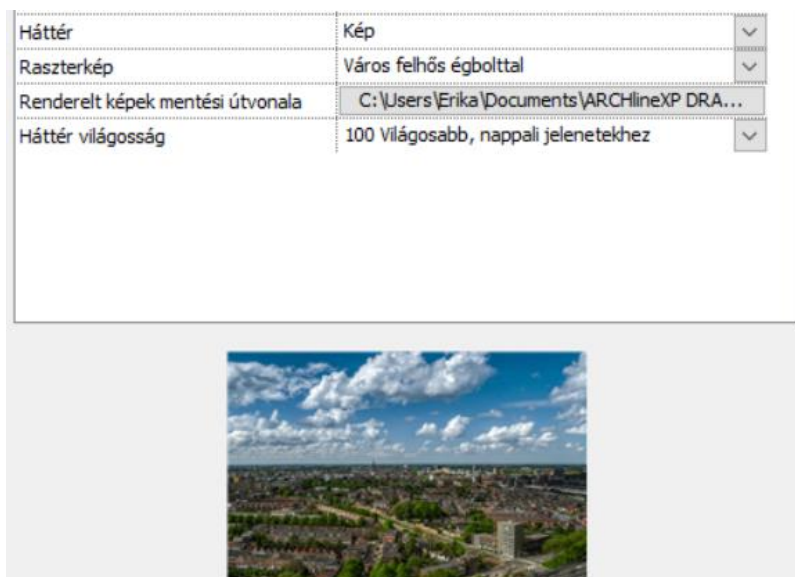 Háttér Kép
Raszterkép Város felhős égbolttal
Renderelt képek mentési útvonala C:\Users\Erika\Documents\ARCHlineXP DRA...
Háttér világosság 100 Világosabb, nappali jelenetekhez